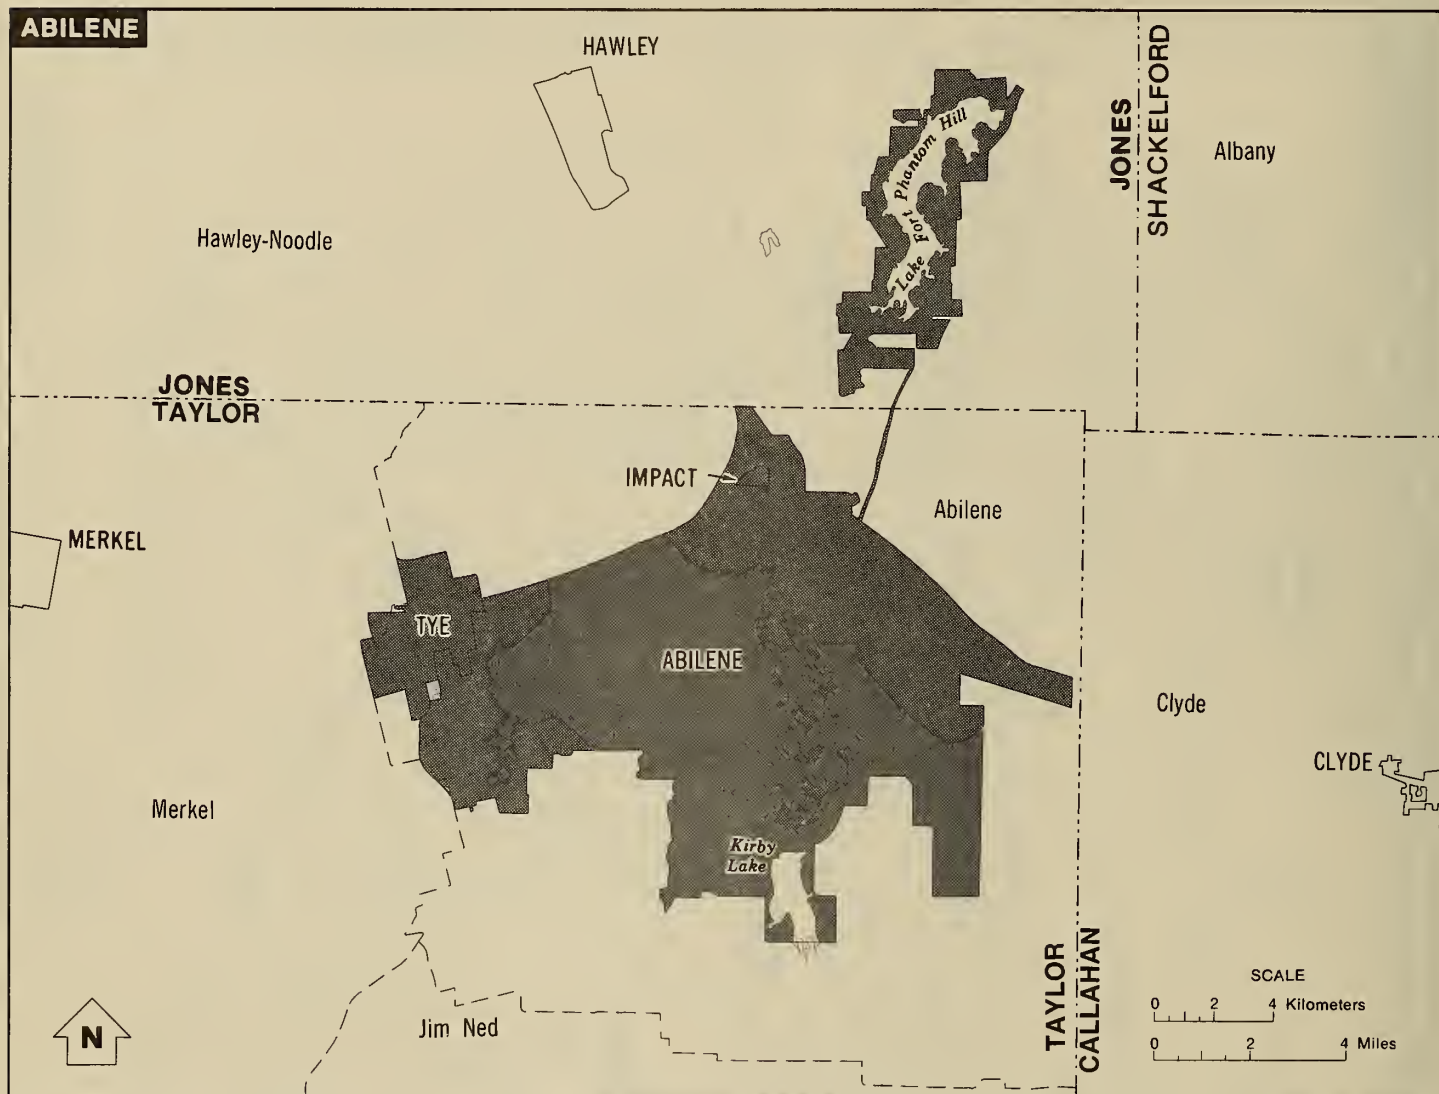 ABILENE
HAWLEY
JONES
SHACKELFORD
Albany
Lake Fort Phantom Hill
Hawley-Noodle
JONES
TAYLOR
IMPACT
Abilene
MERKEL
TYE
ABILENE
Clyde
CLYDE
Merkel
Kirby
Lake
TAYLOR
CALLAHAN
Jim Ned
N
SCALE
0 2 4 Kilometers
0 2 4 Miles